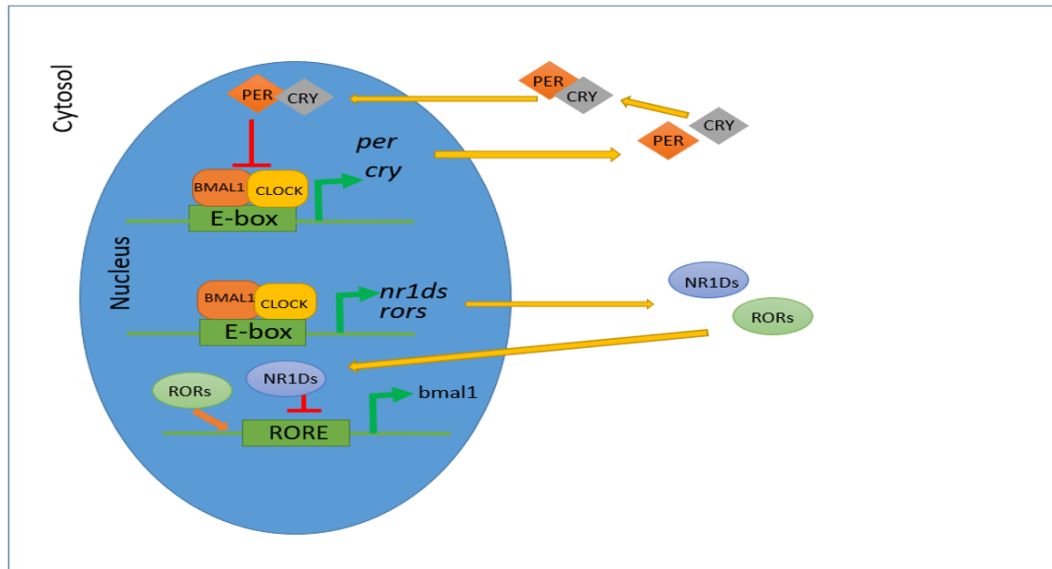 Cytosol
PER
CRY
PER
CRY
CRY
PER
per
cry
BMAL1
CLOCK
E-box
Nucleus
BMAL1
CLOCK
E-box
nr1ds
rors
NR1Ds
RORs
RORs
NR1Ds
bmal1
RORE